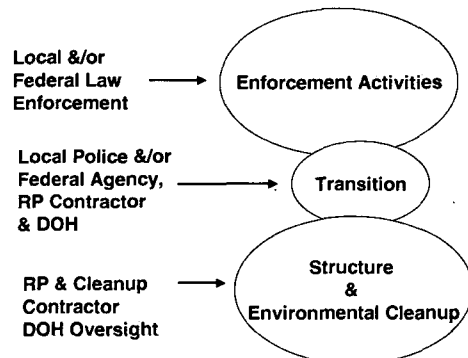 Local &/or
Federal Law
Enforcement
Enforcement Activities
Local Police &/or
Federal Agency,
RP Contractor
& DOH
Transition
RP & Cleanup
Contractor
DOH Oversight
Structure
&
Environmental Cleanup